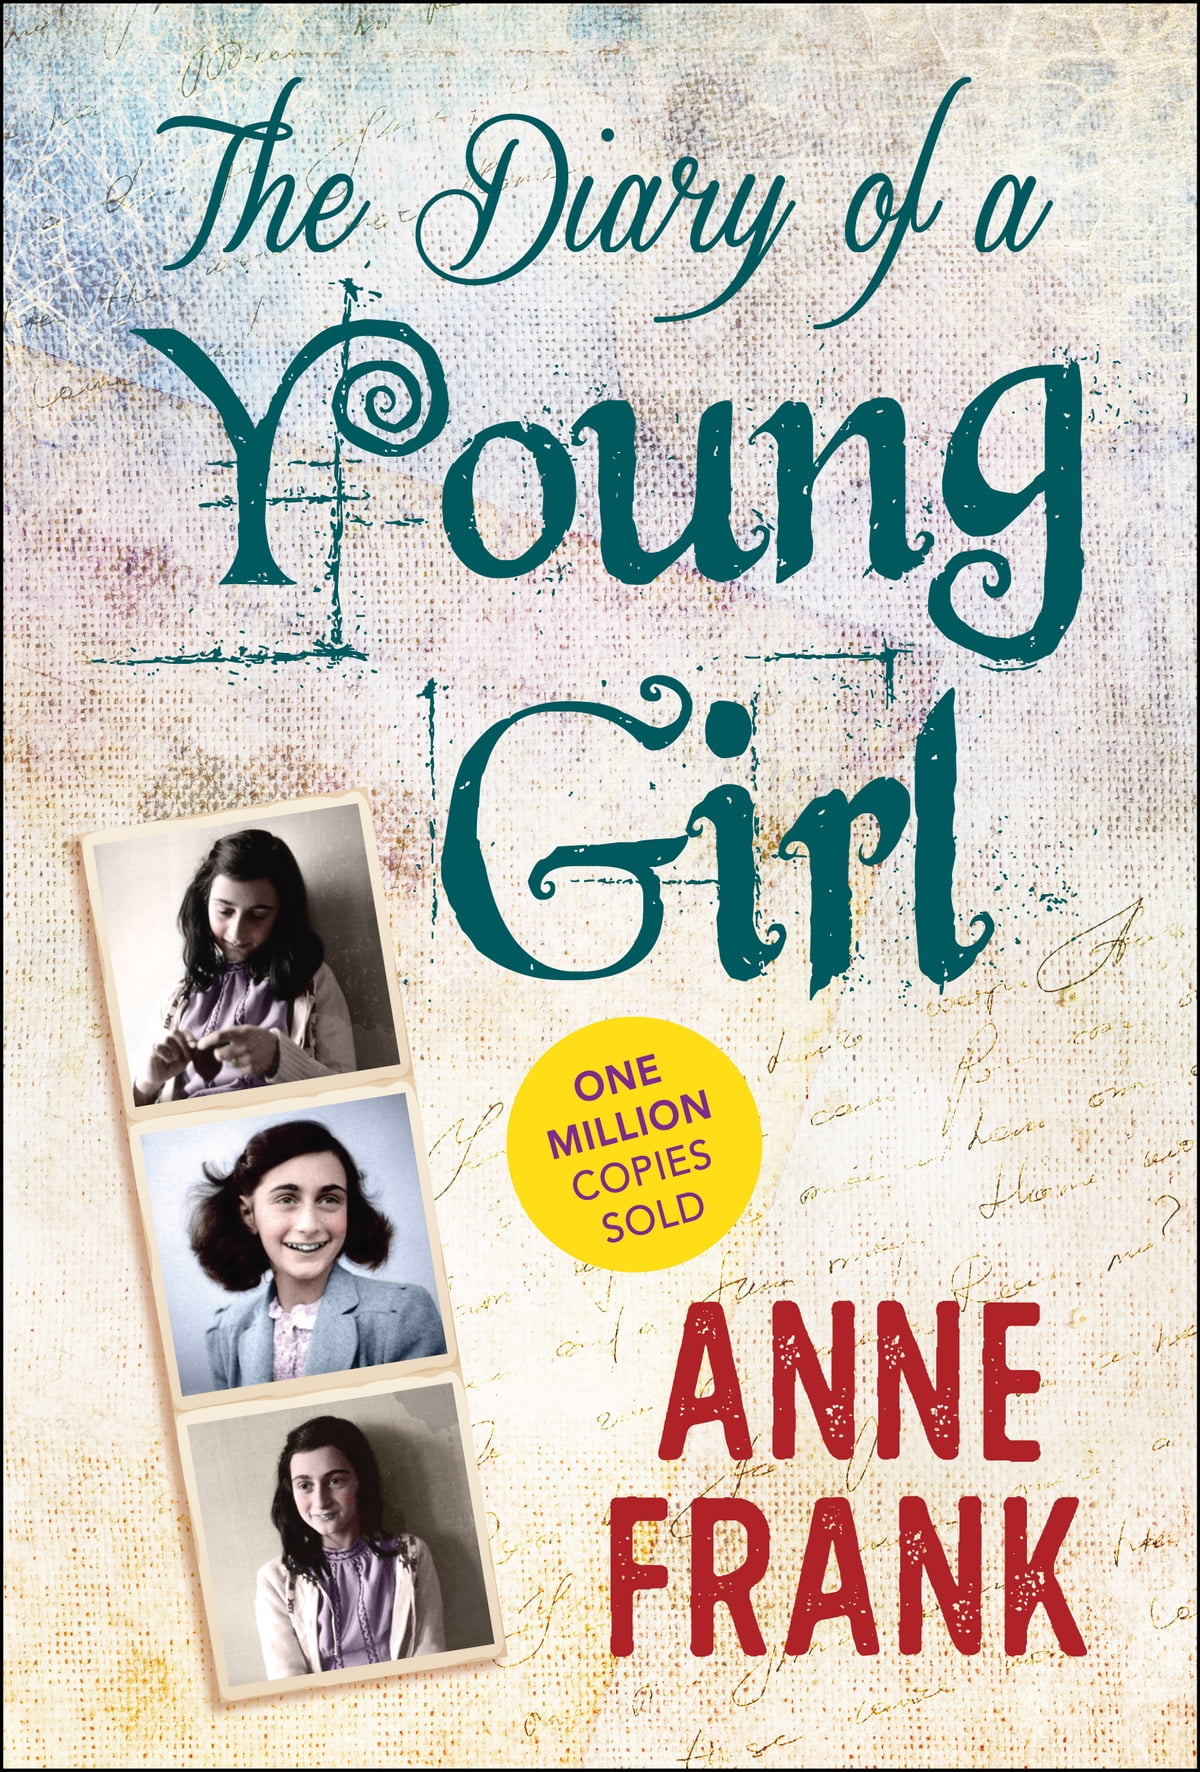 The Diary of a
Young
Girl
ONE
MILLION
COPIES
SOLD
ANNE
FRANK